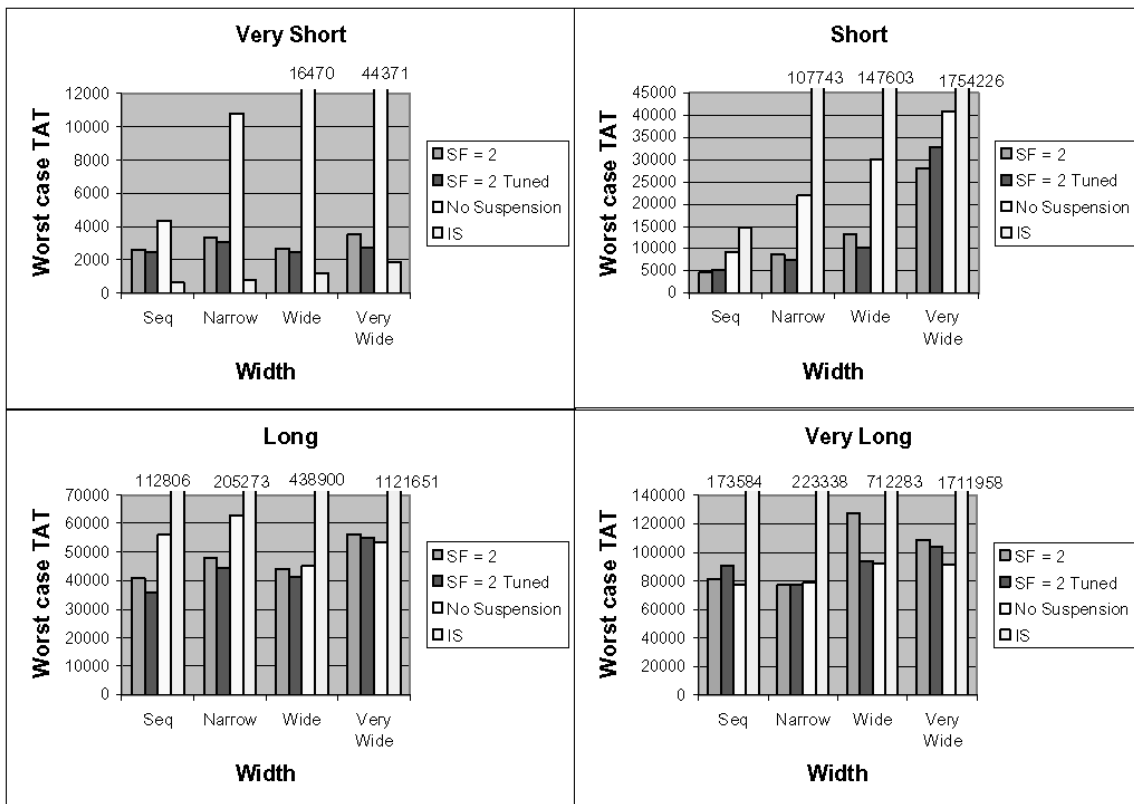 Very Short
16470 44371
Worst case TAT
12000
10000
8000
6000
4000
2000
0
Seq Narrow Wide Very Wide
Width
SF = 2
SF = 2 Tuned
No Suspension
IS
Short
107743 147603 1754226
Worst case TAT
45000
40000
35000
30000
25000
20000
15000
10000
5000
0
Seq Narrow Wide Very Wide
Width
SF = 2
SF = 2 Tuned
No Suspension
IS
Long
112806 205273 438900 1121651
Worst case TAT
70000
60000
50000
40000
30000
20000
10000
0
Seq Narrow Wide Very Wide
Width
SF = 2
SF = 2 Tuned
No Suspension
IS
Very Long
173584 223338 712283 1711958
Worst case TAT
140000
120000
100000
80000
60000
40000
20000
0
Seq Narrow Wide Very Wide
Width
SF = 2
SF = 2 Tuned
No Suspension
IS